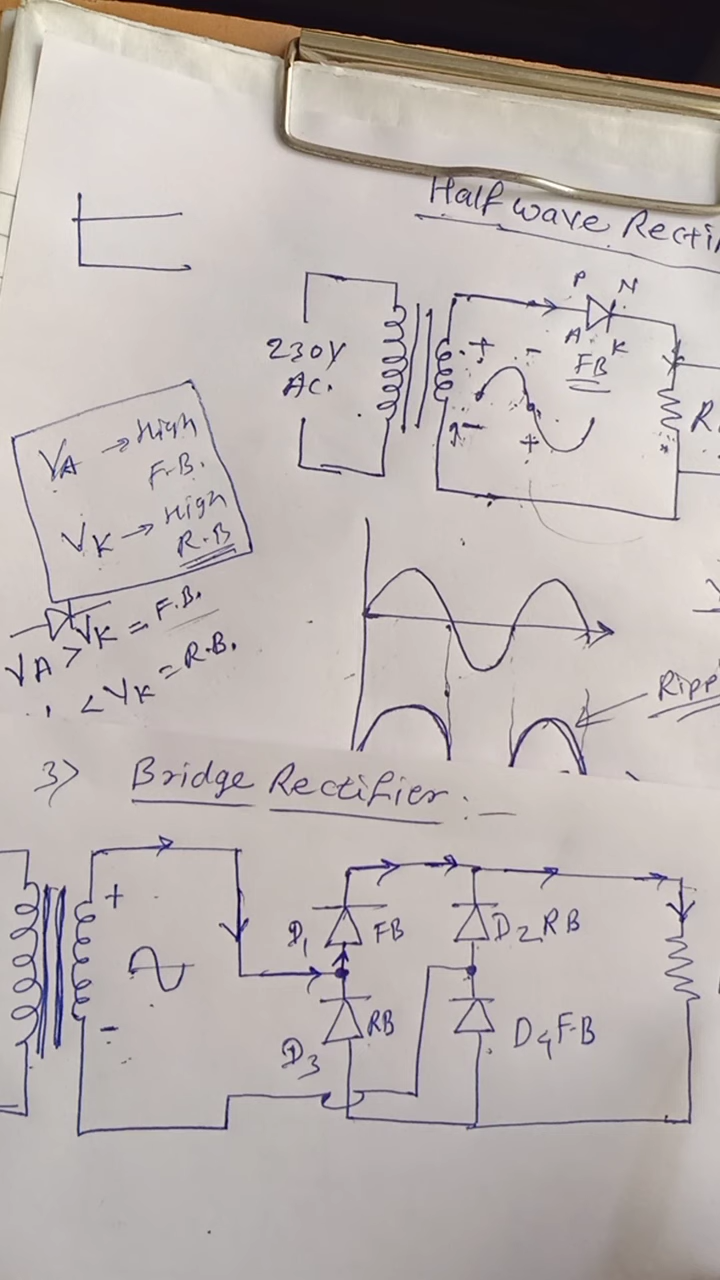 Half wave Recti
P N
230V
AC.
+ -
A K
FB
- +
R
VA → High
F.B.
VK → High
R.B
VA > VK = F.B.
, < VK = R.B.
Ripp
3) Bridge Rectifier :-
+
D1 FB
D2 RB
-
D3 RB
D4 F-B